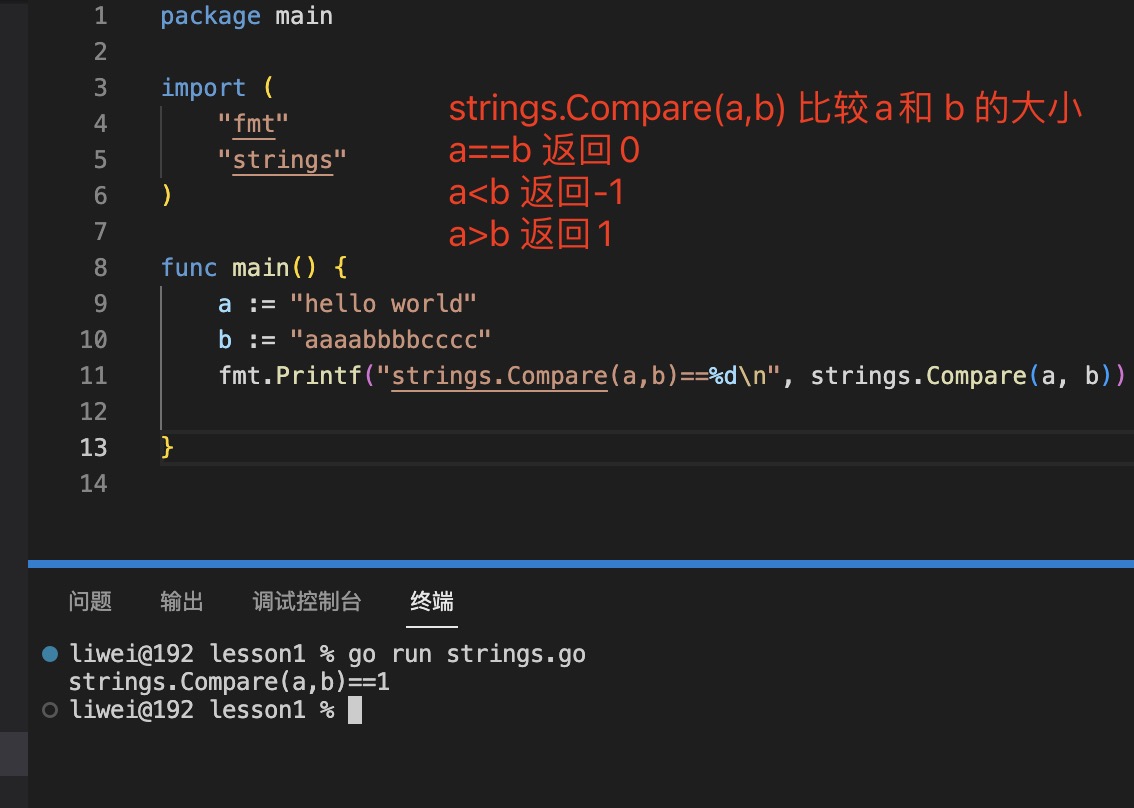 1 package main
2
3 import (
4 "fmt"
5 "strings"
6 )
7
8 func main() {
9 a := "hello world"
10 b := "aaaabbbbcccc"
11 fmt.Printf("strings.Compare(a,b)==%d\n", strings.Compare(a, b))
12
13 }
14
strings.Compare(a,b) 比较 a 和 b 的大小
a==b 返回 0
a<b 返回-1
a>b 返回 1
问题 输出 调试控制台 终端
liwei@192 lesson1 % go run strings.go
strings.Compare(a,b)==1
liwei@192 lesson1 %